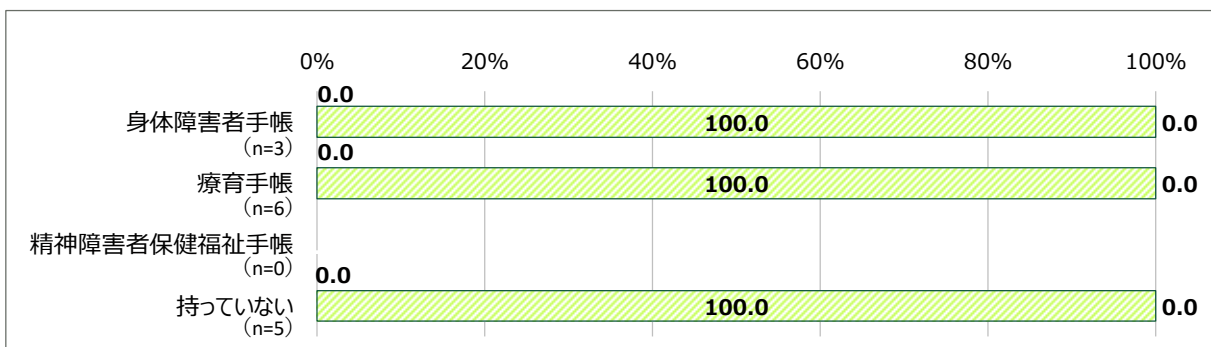 0% 20% 40% 60% 80% 100%
0.0
身体障害者手帳 100.0 0.0
（n=3） 0.0
療育手帳 100.0 0.0
（n=6）
精神障害者保健福祉手帳
（n=0） 0.0
持っていない 100.0 0.0
（n=5）